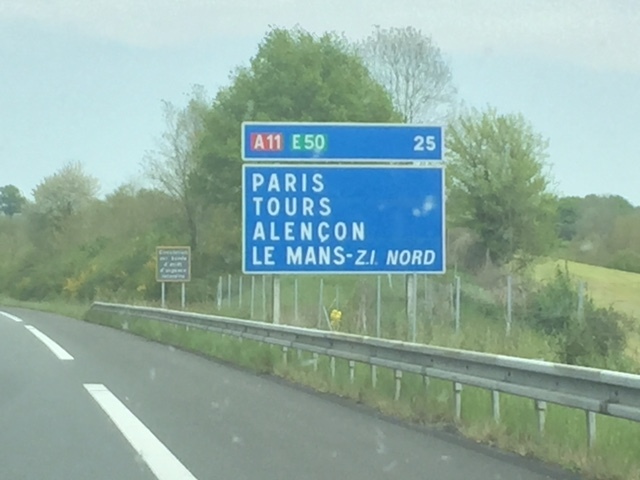 A11 E50 25
PARIS
TOURS
ALENÇON
LE MANS-Z.I. NORD